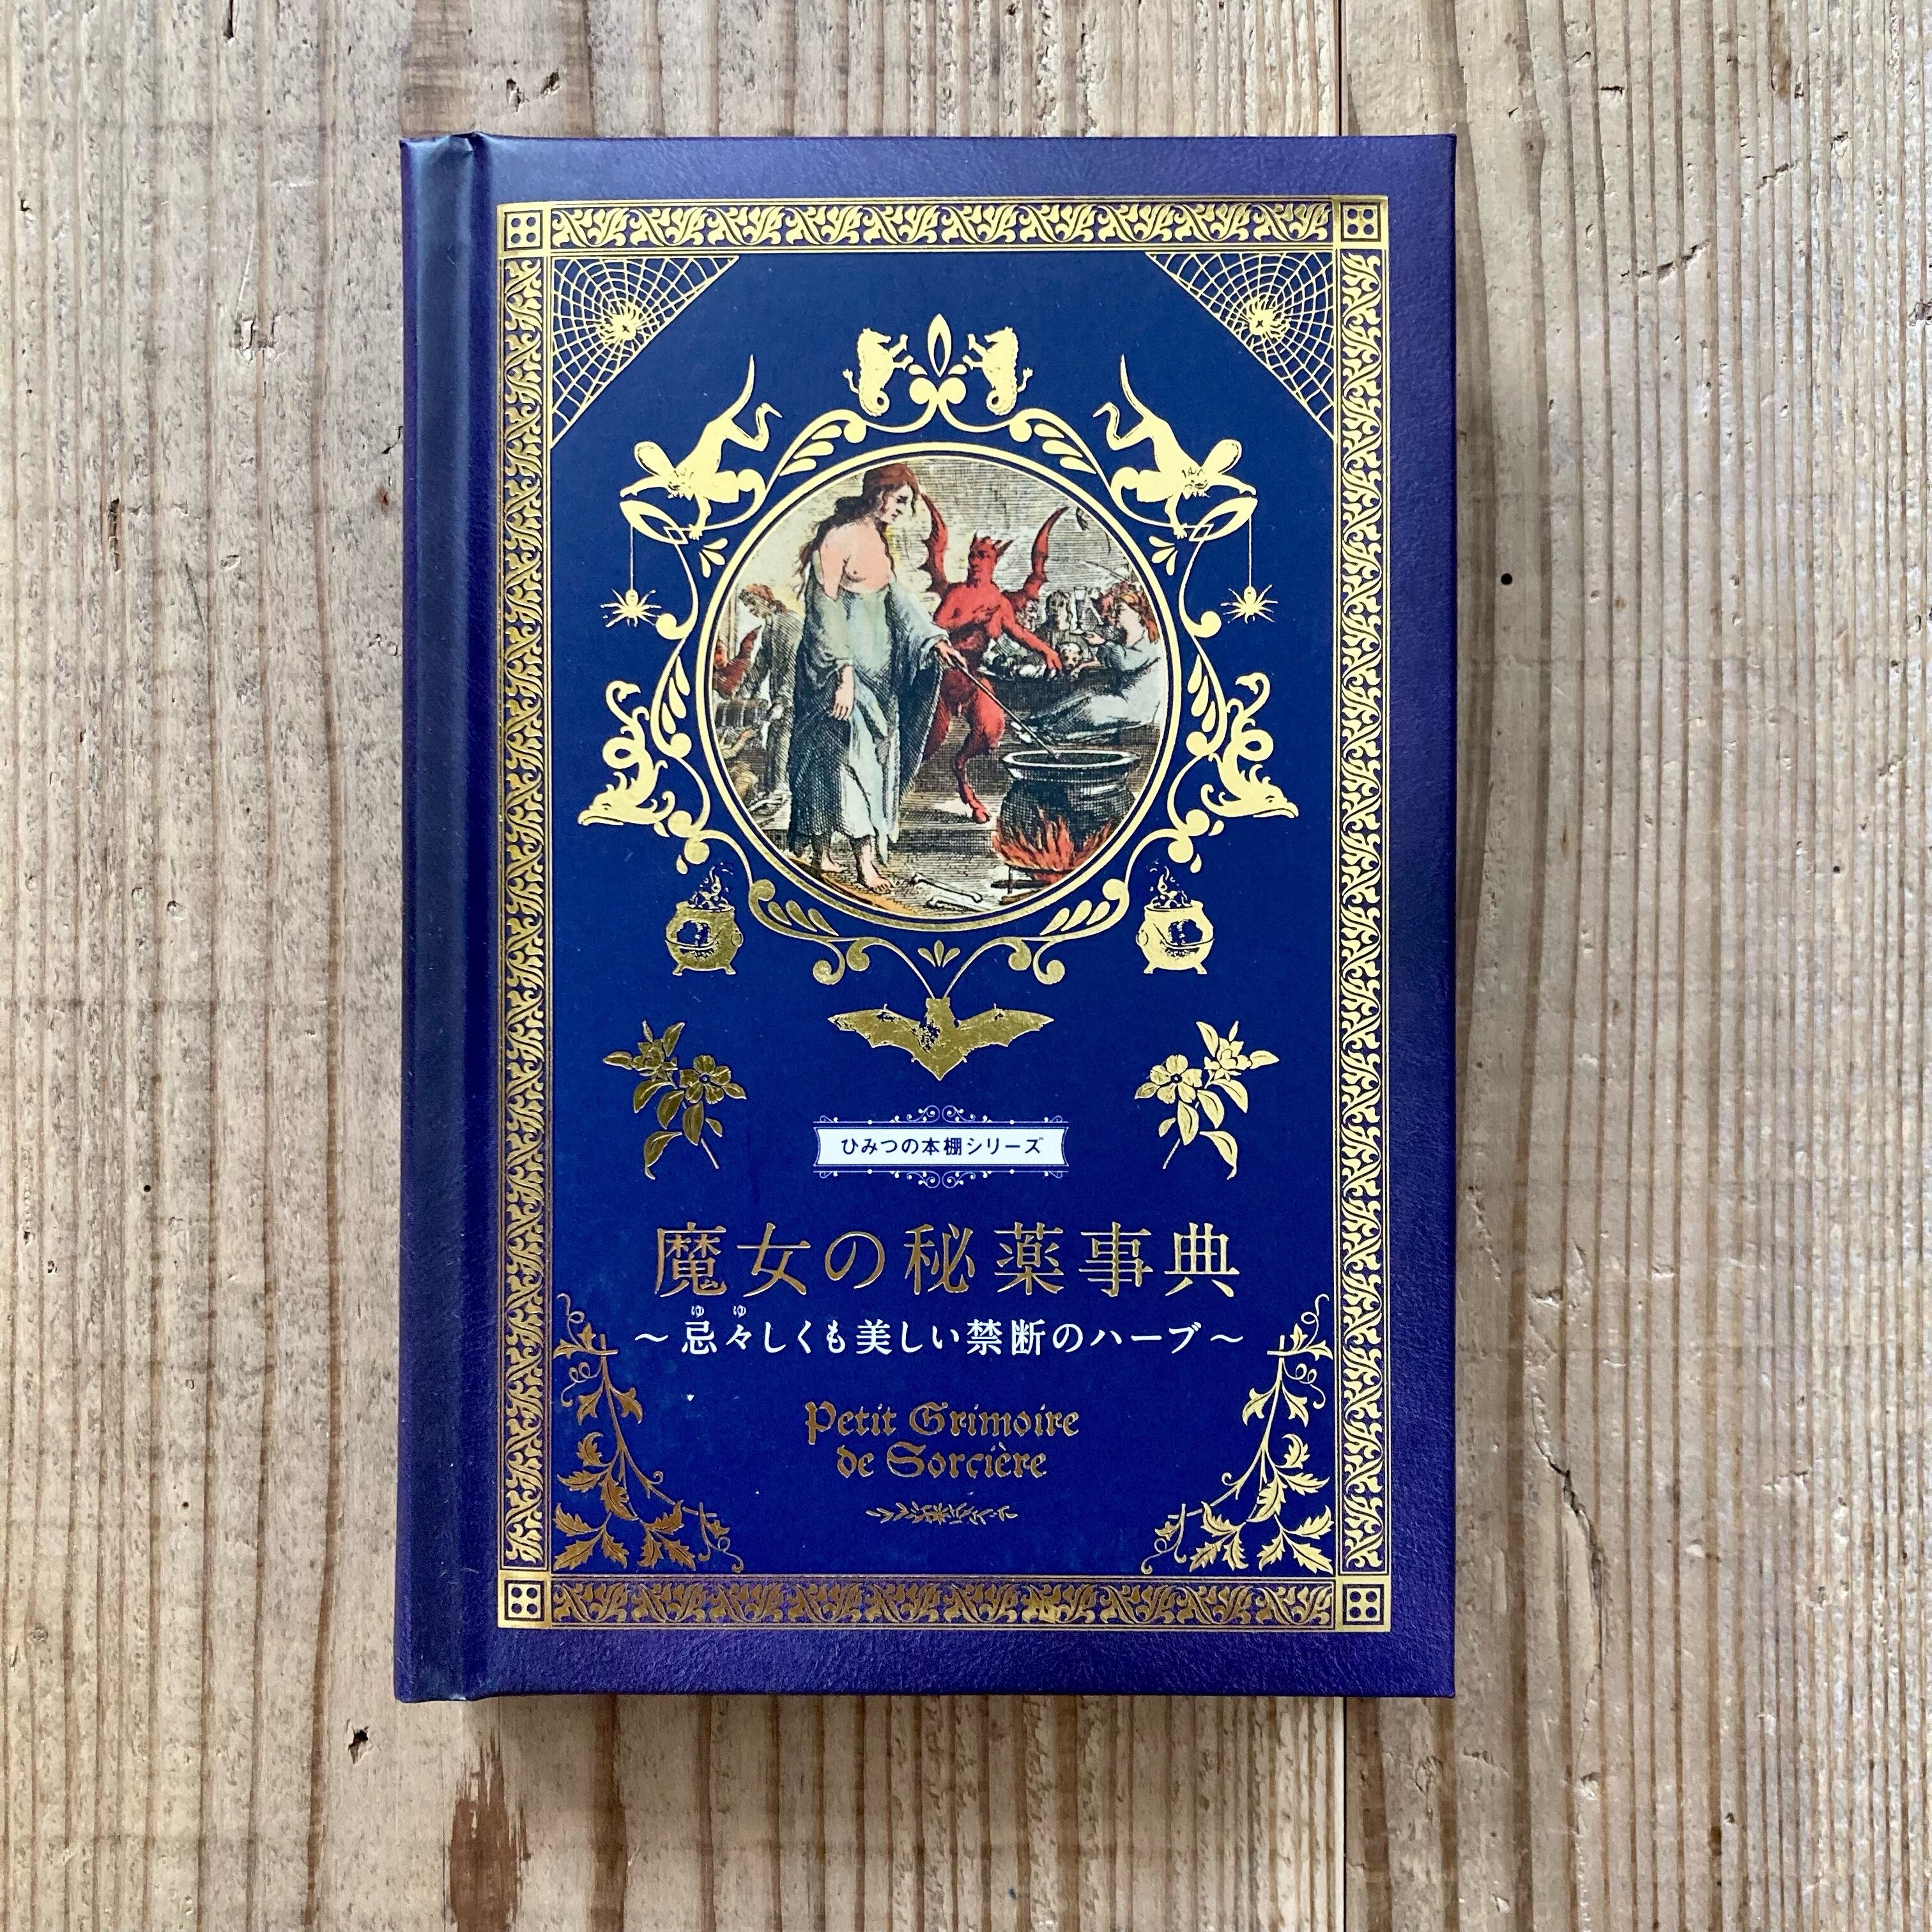 ひみつの本棚シリーズ
魔女の秘薬事典
ゆ ゆ
～忌々しくも美しい禁断のハーブ～
Petit Grimoire
de Sorcière